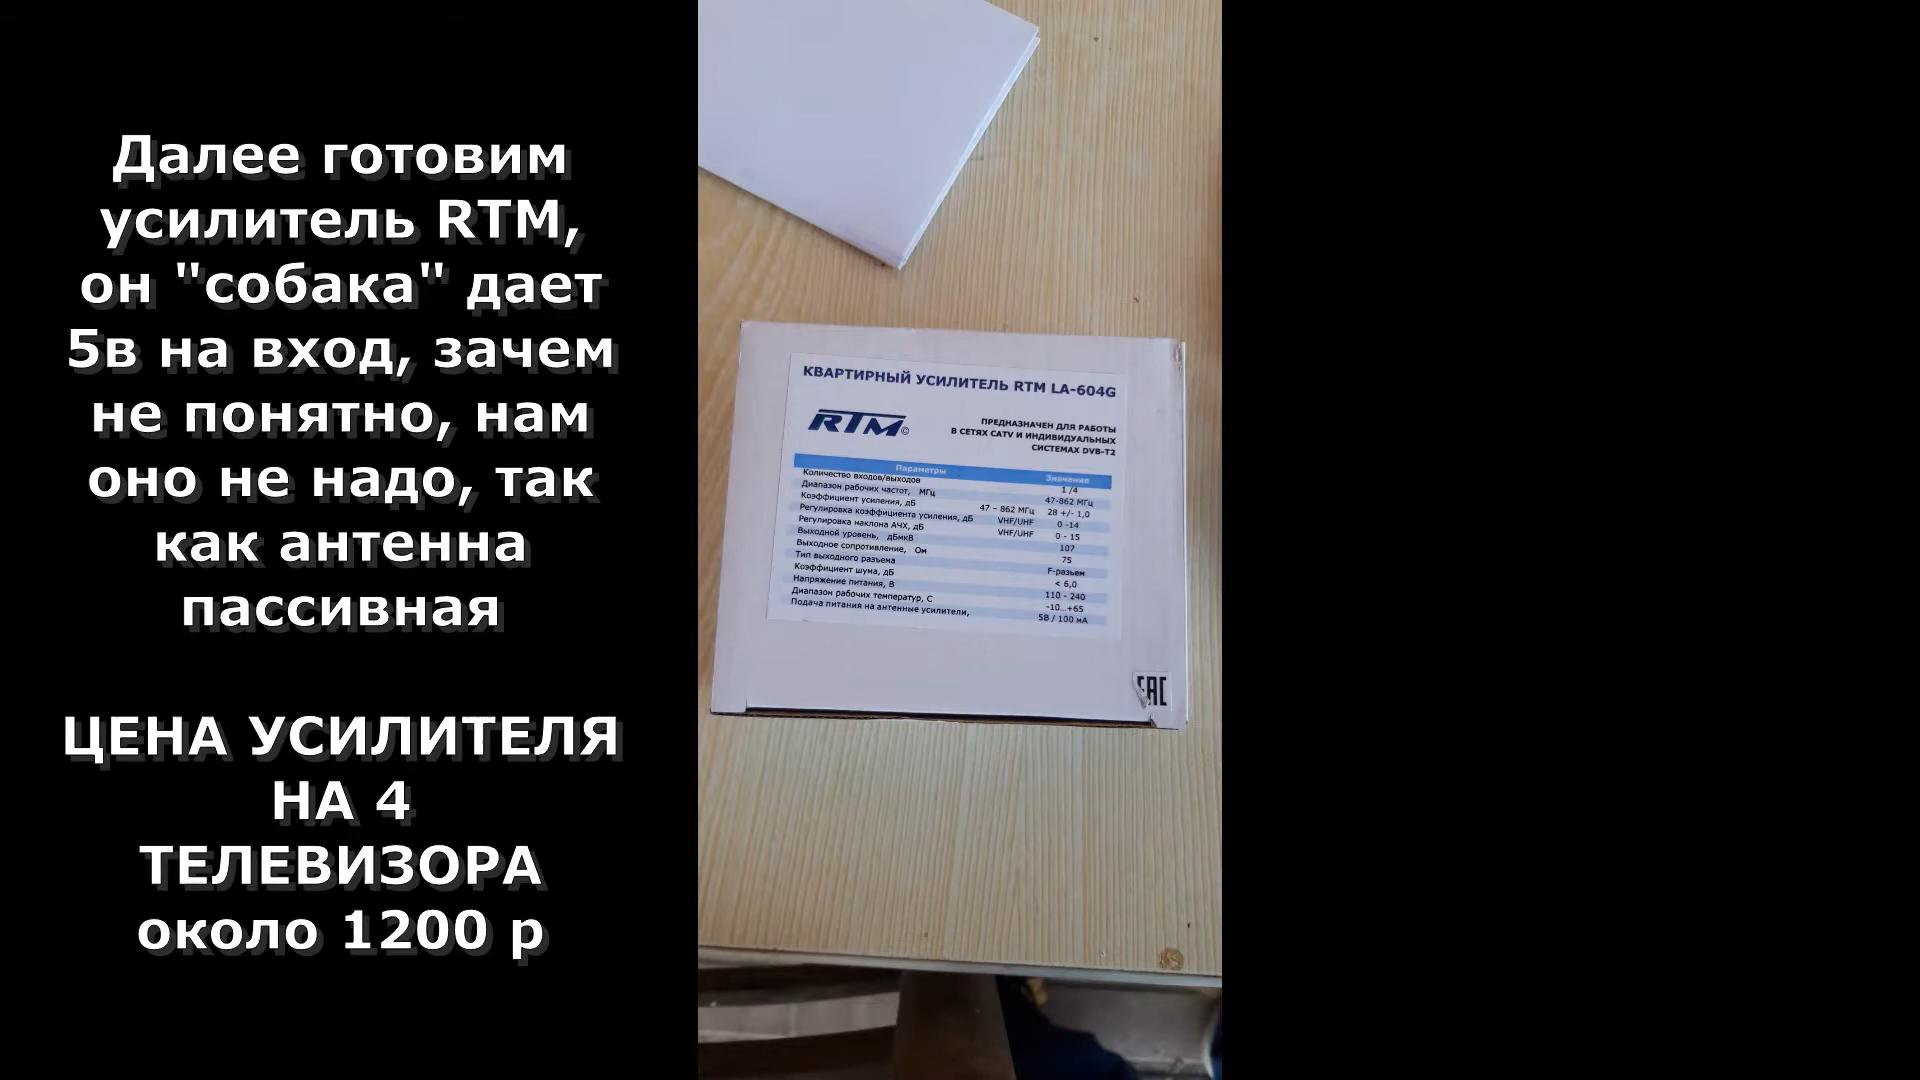 Далее готовим
усилитель RTM,
он "собака" дает
5в на вход, зачем
не понятно, нам
оно не надо, так
как антенна
пассивная
ЦЕНА УСИЛИТЕЛЯ
НА 4
ТЕЛЕВИЗОРА
около 1200 р
КВАРТИРНЫЙ УСИЛИТЕЛЬ RTM LA-604G
RTM©
ПРЕДНАЗНАЧЕН ДЛЯ РАБОТЫ
В СЕТЯХ CATV И ИНДИВИДУАЛЬНЫХ
СИСТЕМАХ DVB-T2
Параметры Значение
Количество входов/выходов 1 /4
Диапазон рабочих частот, МГц 47-862 МГц
Коэффициент усиления, дБ 47 – 862 МГц 28 +/- 1,0
Регулировка коэффициента усиления, дБ VHF/UHF 0 -14
Регулировка наклона АЧХ, дБ VHF/UHF 0 - 15
Выходной уровень, дБмкВ 107
Выходное сопротивление, Ом 75
Тип выходного разъема F-разъем
Коэффициент шума, дБ < 6,0
Напряжение питания, В 110 - 240
Диапазон рабочих температур, С -10...+65
Подача питания на антенные усилители, 5В / 100 мА
EAC